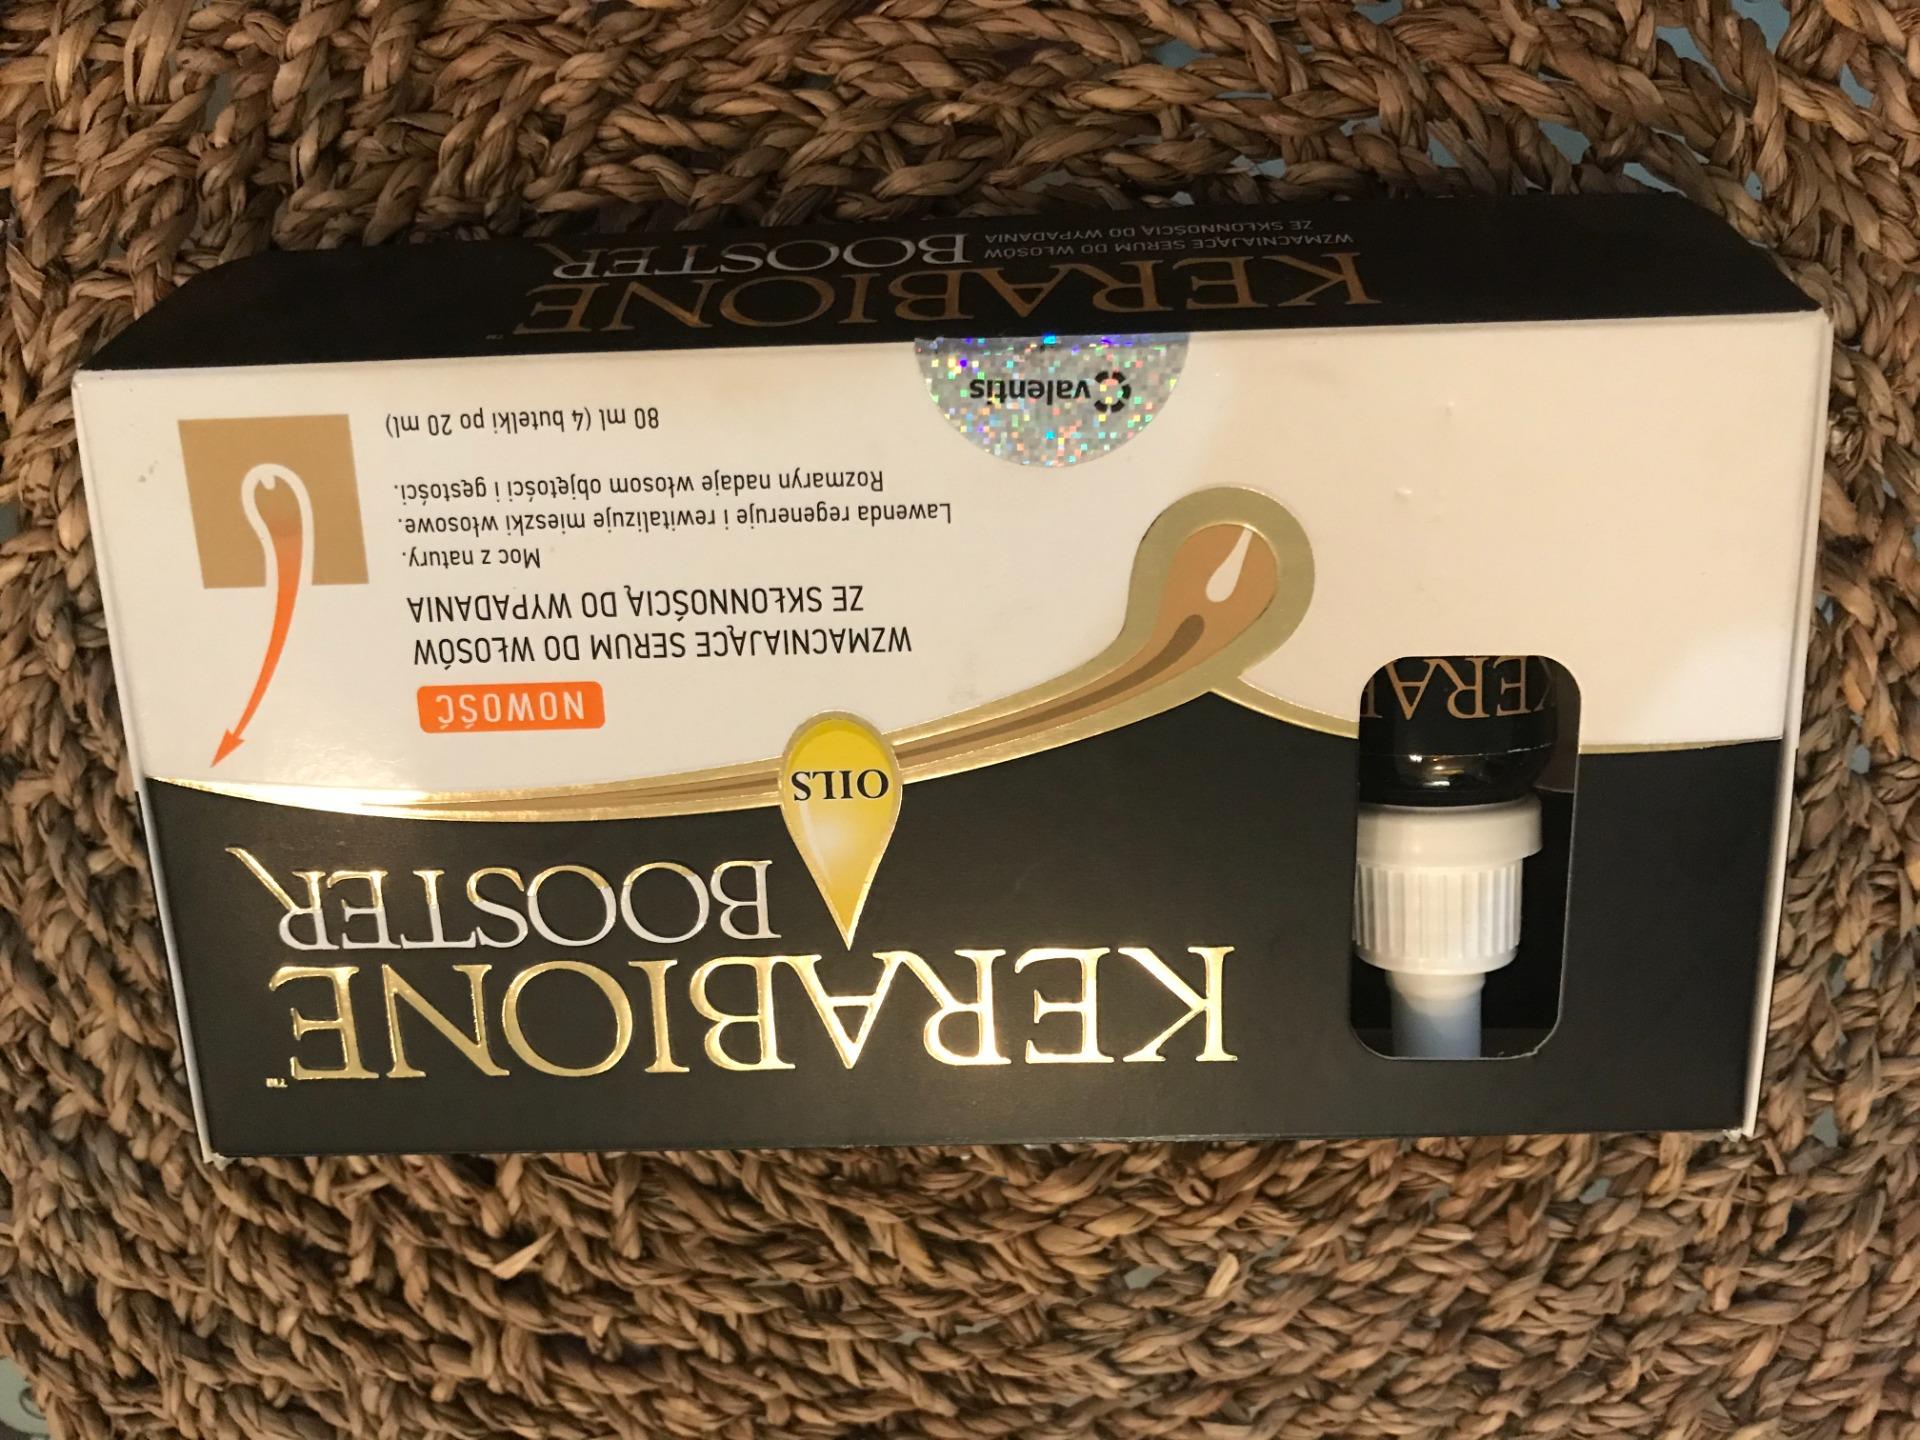 KERABIONE™
BOOSTER
OILS
NOWOŚĆ
WZMACNIAJĄCE SERUM DO WŁOSÓW
ZE SKŁONNOŚCIĄ DO WYPADANIA
Moc z natury.
Lawenda regeneruje i rewitalizuje mieszki włosowe.
Rozmaryn nadaje włosom objętości i gęstości.
80 ml (4 butelki po 20 ml)
valentis
KERAB
KERABIONE™
BOOSTER
WZMACNIAJĄCE SERUM DO WŁOSÓW
ZE SKŁONNOŚCIĄ DO WYPADANIA